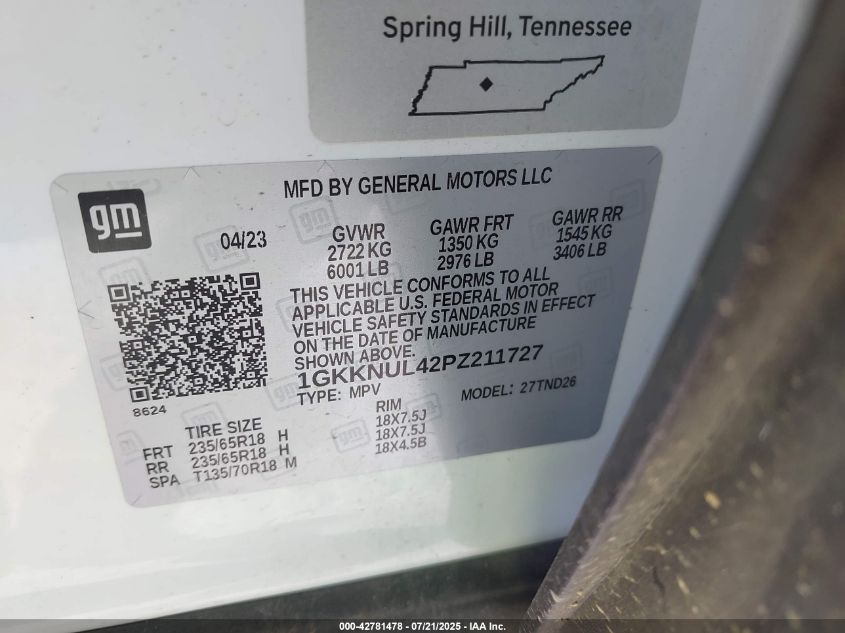 Spring Hill, Tennessee
gm
MFD BY GENERAL MOTORS LLC
04/23
GVWR
2722 KG
6001 LB
GAWR FRT
1350 KG
2976 LB
GAWR RR
1545 KG
3406 LB
THIS VEHICLE CONFORMS TO ALL
APPLICABLE U.S. FEDERAL MOTOR
VEHICLE SAFETY STANDARDS IN EFFECT
ON THE DATE OF MANUFACTURE
SHOWN ABOVE.
1GKKNUL42PZ211727
TYPE: MPV
MODEL: 27TND26
8624
TIRE SIZE
RIM
FRT 235/65R18 H 18X7.5J
RR 235/65R18 H 18X7.5J
SPA T135/70R18 M 18X4.5B
000-42781478 - 07/21/2025 - IAA Inc.